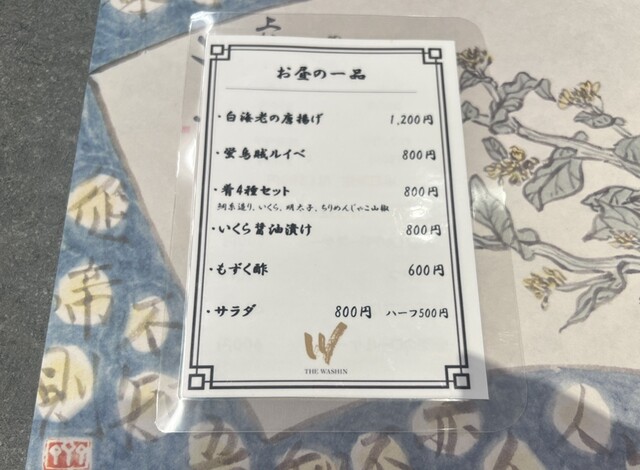 お昼の一品
・白海老の唐揚げ 1,200円
・蛍烏賊ルイベ 800円
・肴4種セット 800円
烏糸造り、いくら、明太子、ちりめんじゃこ山椒
・いくら醤油漬け 800円
・もずく酢 600円
・サラダ 800円 ハーフ500円
W
THE WASHIN